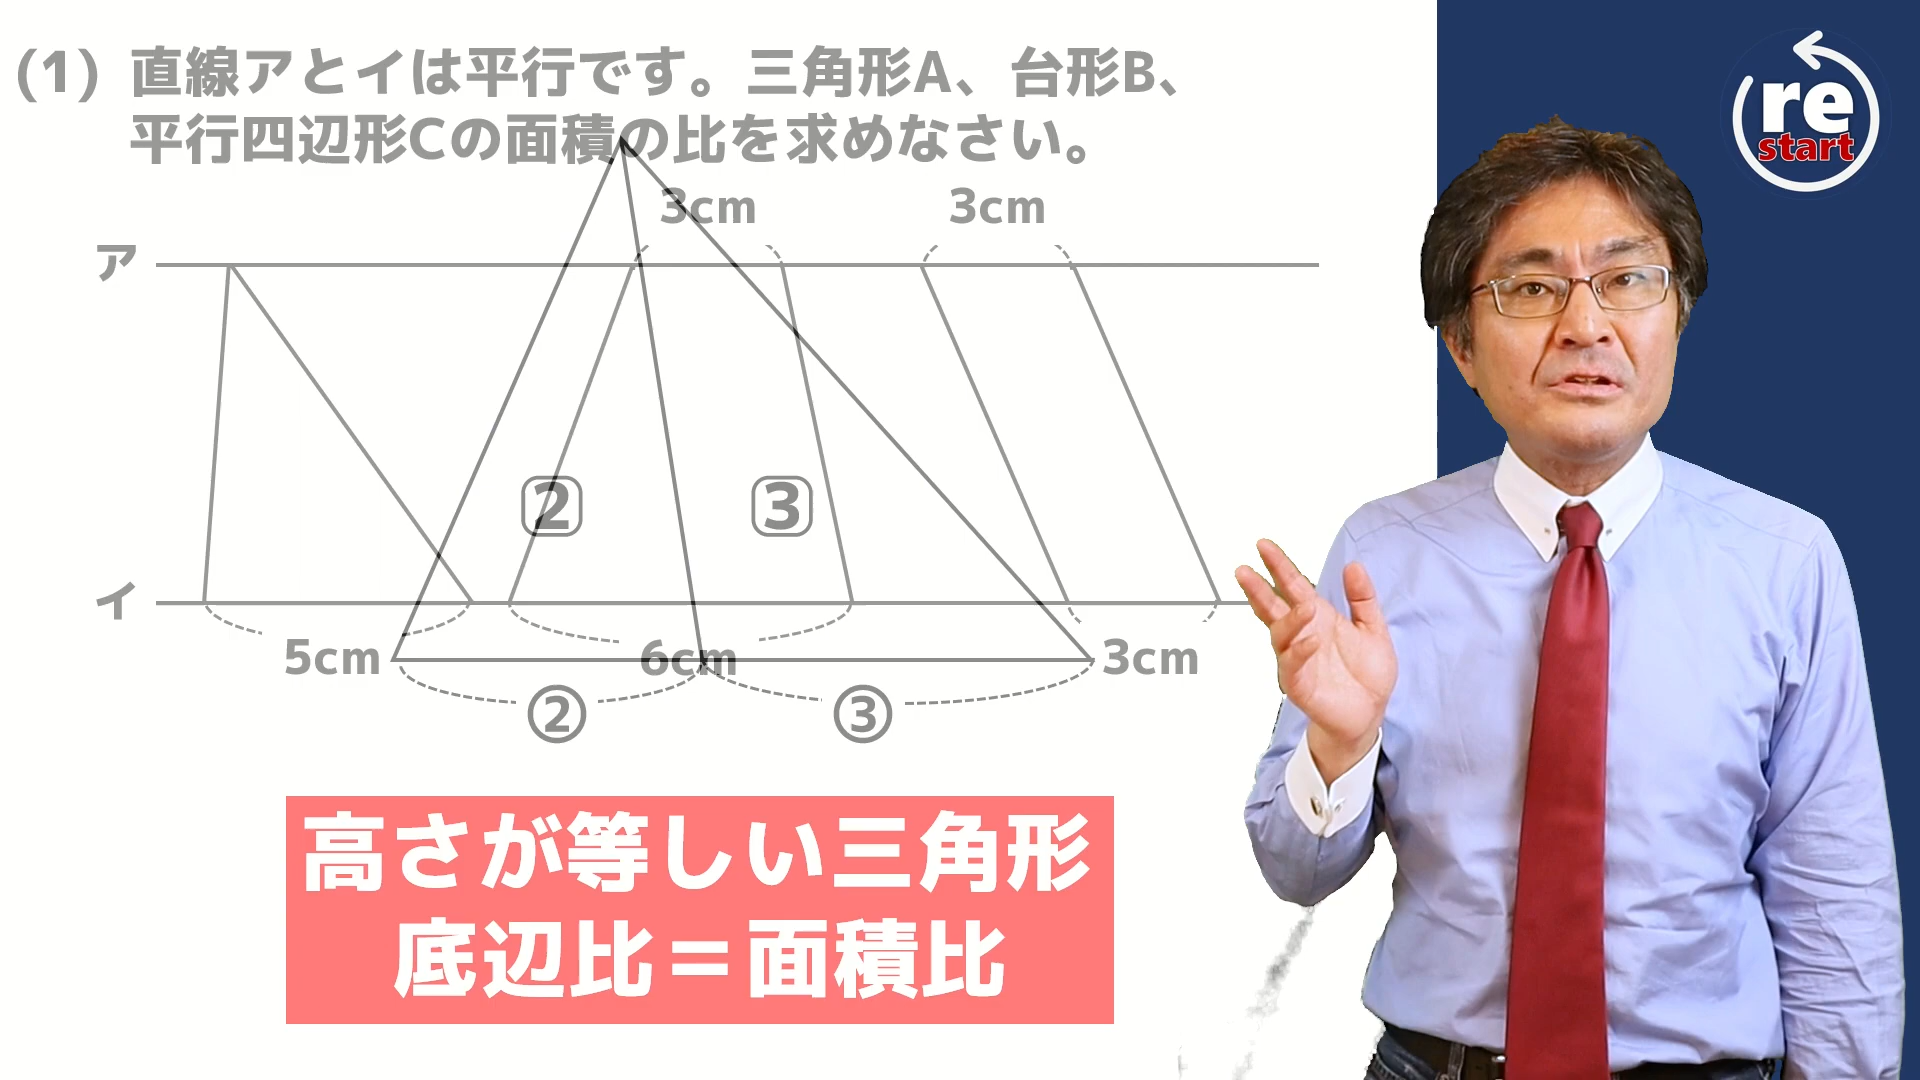 (1) 直線アとイは平行です。三角形A、台形B、
平行四辺形Cの面積の比を求めなさい。
3cm
3cm
ア
2
3
イ
5cm
6cm
3cm
②
③
高さが等しい三角形
底辺比＝面積比
re
start